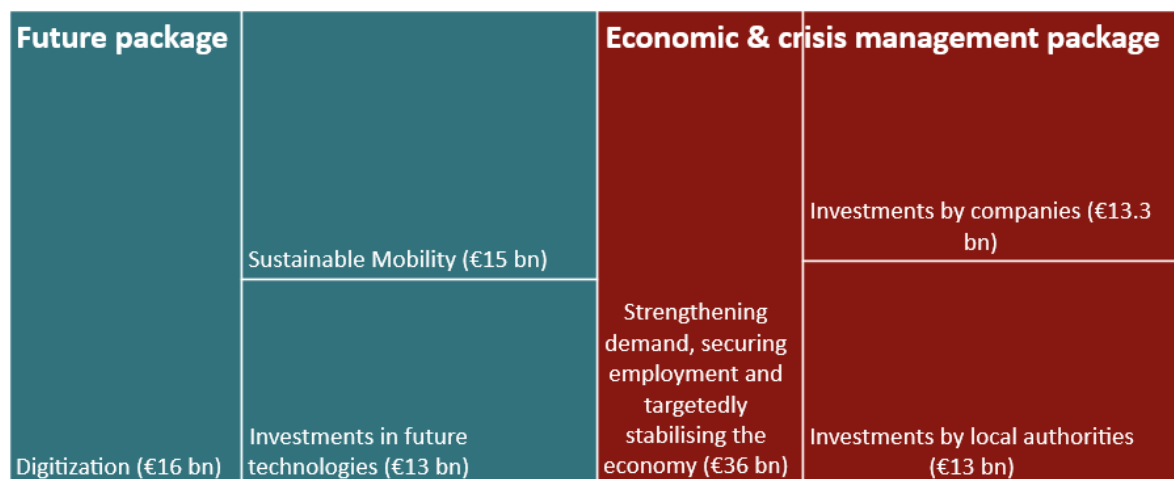 Future package
Digitization (€16 bn)
Sustainable Mobility (€15 bn)
Investments in future
technologies (€13 bn)
Economic & crisis management package
Strengthening
demand, securing
employment and
targetedly
stabilising the
economy (€36 bn)
Investments by companies (€13.3
bn)
Investments by local authorities
(€13 bn)